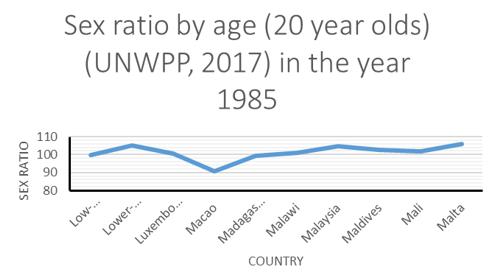 Sex ratio by age (20 year olds)
(UNWPP, 2017) in the year
1985
SEX RATIO
110
100
90
80
Low-...
Lower-...
Luxembo...
Macao
Madagas...
Malawi
Malaysia
Maldives
Mali
Malta
COUNTRY